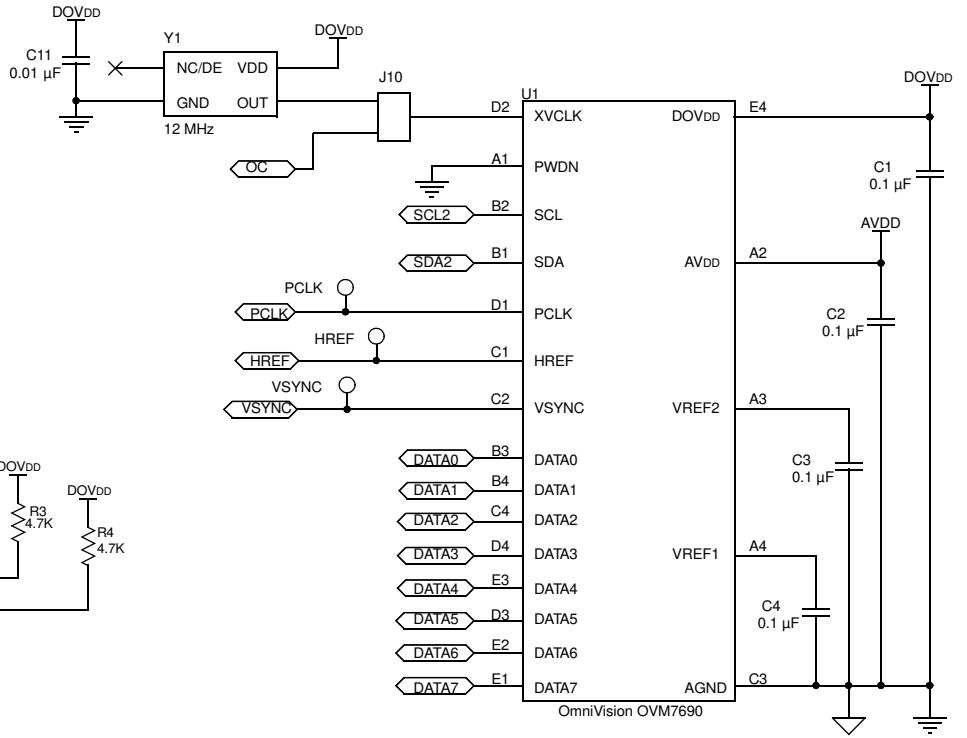 DOVDD
C11
0.01 µF
Y1
NC/DE VDD
GND OUT
12 MHz
DOVDD
J10
OC
U1
D2 XVCLK
A1 PWDN
SCL2 B2 SCL
SDA2 B1 SDA
PCLK
PCLK D1 PCLK
HREF
HREF C1 HREF
VSYNC
VSYNC C2 VSYNC
DATA0 B3 DATA0
DATA1 B4 DATA1
DATA2 C4 DATA2
DATA3 D4 DATA3
DATA4 E3 DATA4
DATA5 D3 DATA5
DATA6 E2 DATA6
DATA7 E1 DATA7
DOVDD E4
DOVDD
C1
0.1 µF
AVDD
AVDD A2
C2
0.1 µF
VREF2 A3
C3
0.1 µF
VREF1 A4
C4
0.1 µF
AGND C3
OmniVision OVM7690
DOVDD
R3
4.7K
DOVDD
R4
4.7K